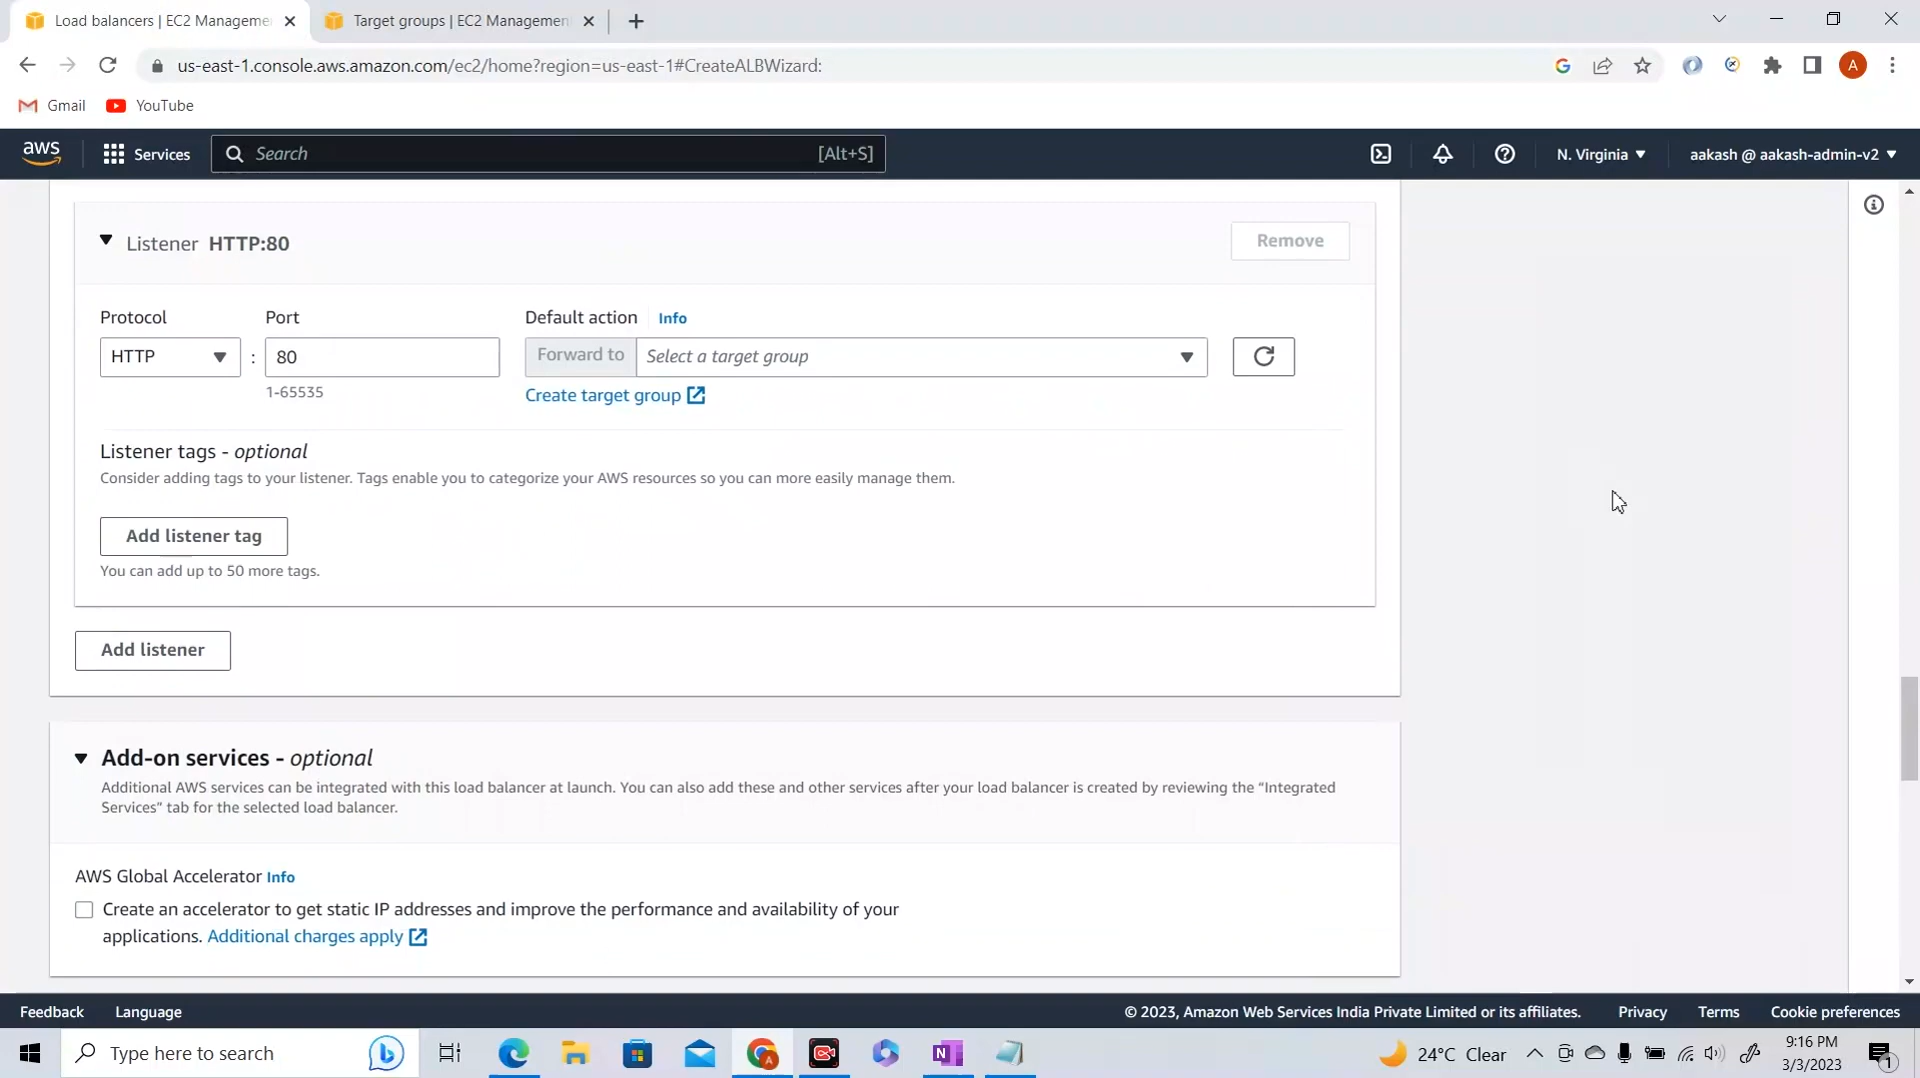 Load balancers | EC2 Manageme
Target groups | EC2 Management
us-east-1.console.aws.amazon.com/ec2/home?region=us-east-1#CreateALBWizard:
A
Gmail
YouTube
aws
Services
Search
[Alt+S]
N. Virginia
aakash @ aakash-admin-v2
Listener HTTP:80
Remove
Protocol
Port
Default action
Info
HTTP
:
80
Forward to
Select a target group
1-65535
Create target group
Listener tags - optional
Consider adding tags to your listener. Tags enable you to categorize your AWS resources so you can more easily manage them.
Add listener tag
You can add up to 50 more tags.
Add listener
Add-on services - optional
Additional AWS services can be integrated with this load balancer at launch. You can also add these and other services after your load balancer is created by reviewing the “Integrated
Services” tab for the selected load balancer.
AWS Global Accelerator Info
Create an accelerator to get static IP addresses and improve the performance and availability of your
applications. Additional charges apply
Feedback
Language
© 2023, Amazon Web Services India Private Limited or its affiliates.
Privacy
Terms
Cookie preferences
Type here to search
24°C Clear
9:16 PM
3/3/2023
1